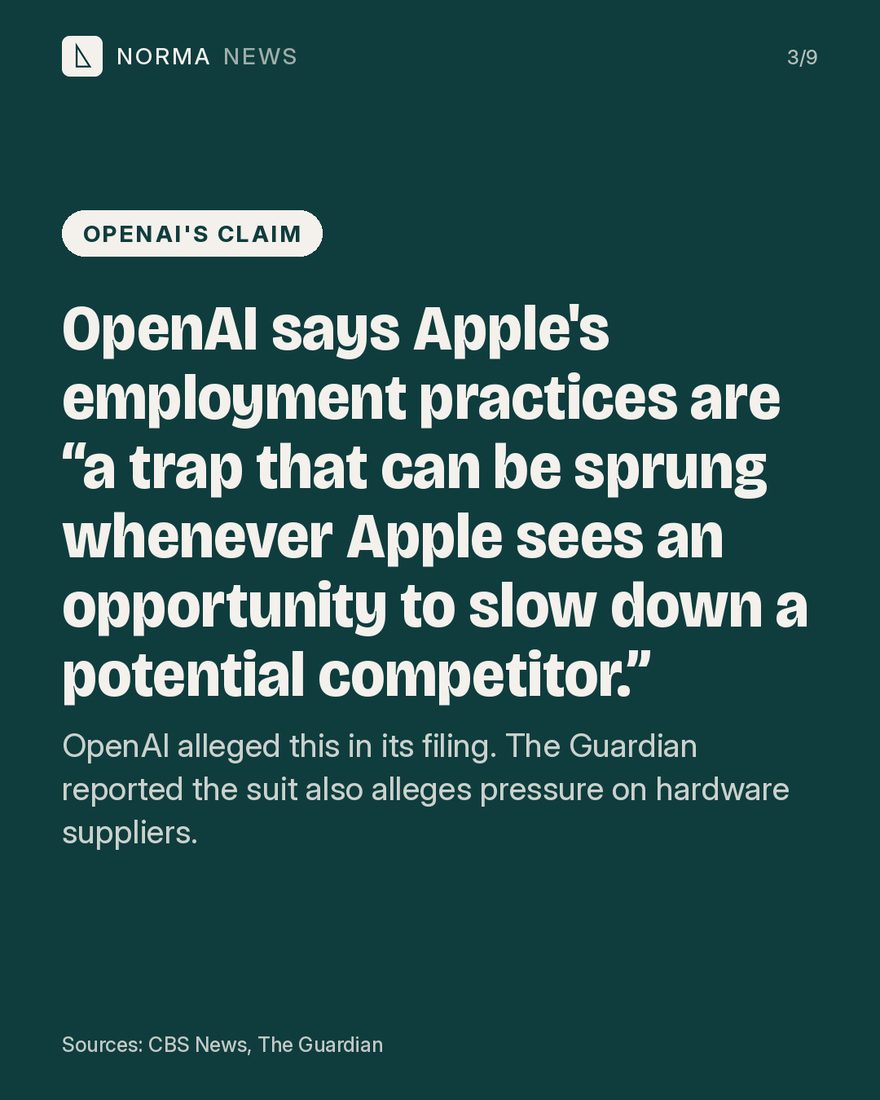 NORMA NEWS
3/9
OPENAI'S CLAIM
OpenAI says Apple's
employment practices are
“a trap that can be sprung
whenever Apple sees an
opportunity to slow down a
potential competitor.”
OpenAI alleged this in its filing. The Guardian
reported the suit also alleges pressure on hardware
suppliers.
Sources: CBS News, The Guardian